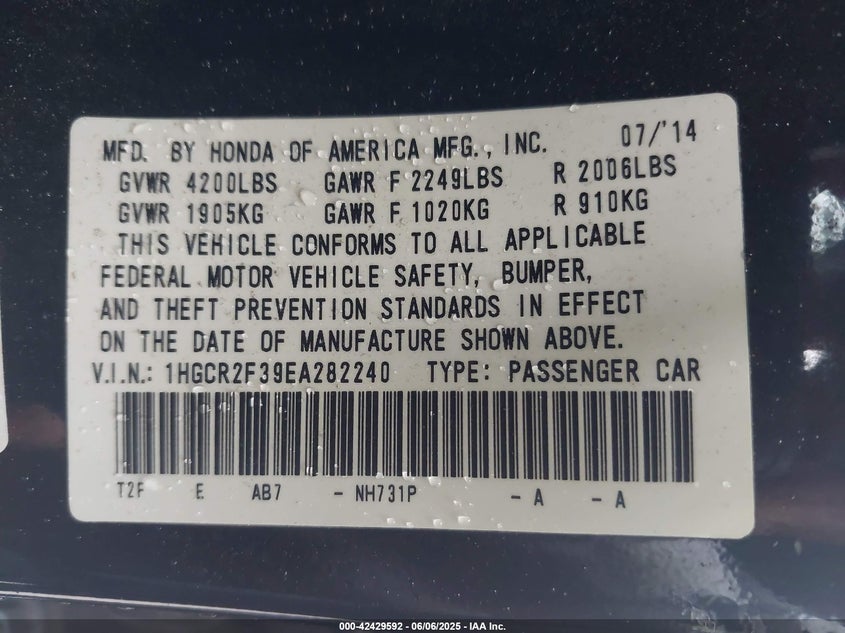 MFD. BY HONDA OF AMERICA MFG., INC. 07/'14
GVWR 4200LBS GAWR F 2249LBS R 2006LBS
GVWR 1905KG GAWR F 1020KG R 910KG
THIS VEHICLE CONFORMS TO ALL APPLICABLE
FEDERAL MOTOR VEHICLE SAFETY, BUMPER,
AND THEFT PREVENTION STANDARDS IN EFFECT
ON THE DATE OF MANUFACTURE SHOWN ABOVE.
V.I.N.: 1HGCR2F39EA282240 TYPE: PASSENGER CAR
T2F E AB7 - NH731P - A - A
000-42429592 - 06/06/2025 - IAA Inc.